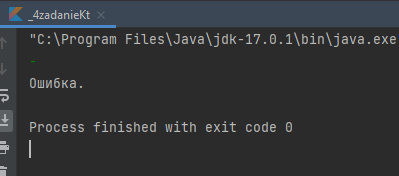 _4zadanieKt
"C:\Program Files\Java\jdk-17.0.1\bin\java.exe
-
Ошибка.
Process finished with exit code 0